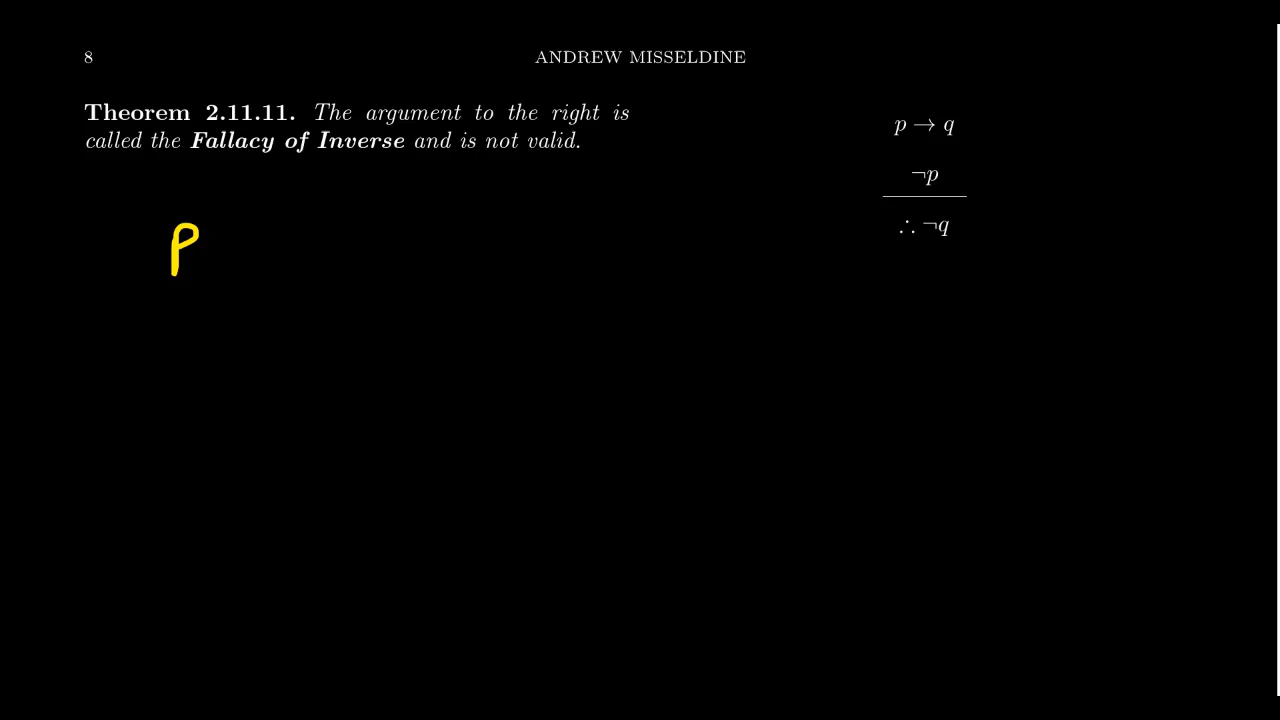 8
ANDREW MISSELDINE
Theorem 2.11.11. The argument to the right is
called the Fallacy of Inverse and is not valid.
p → q
¬p
∴ ¬q
P